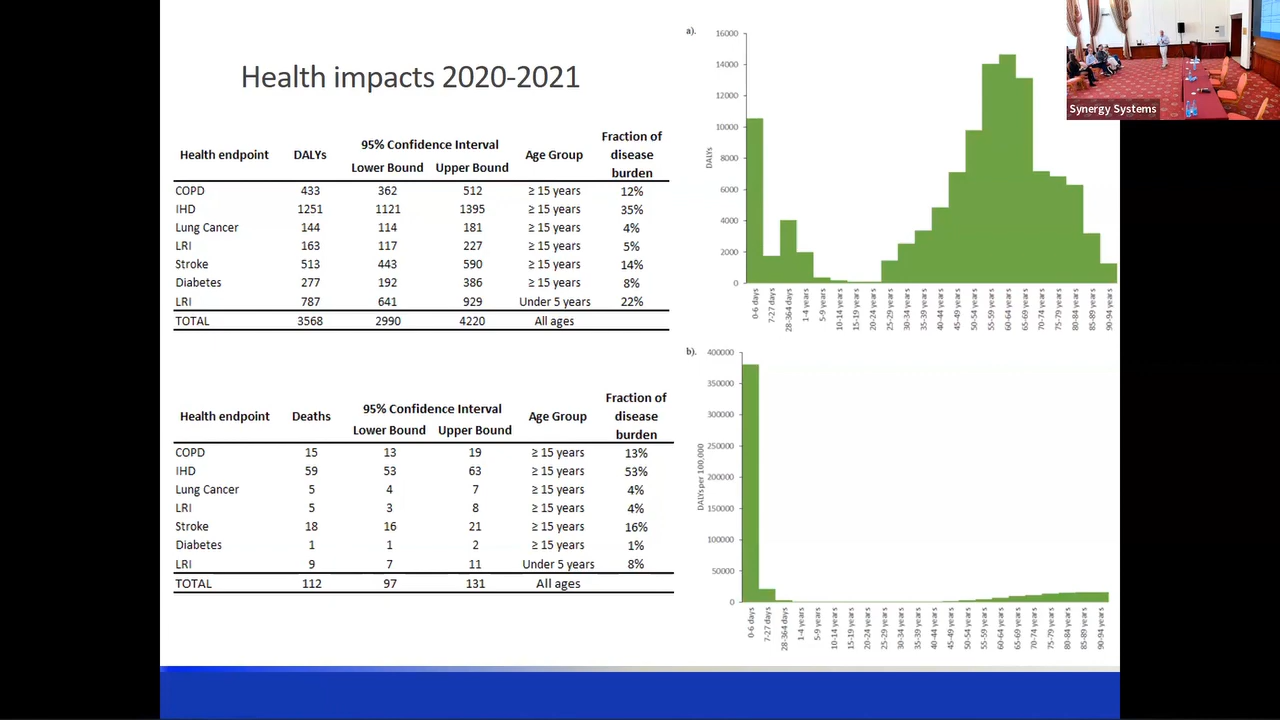 Health impacts 2020-2021
Health endpoint DALYs 95% Confidence Interval Age Group Fraction of disease burden
Lower Bound Upper Bound
COPD 433 362 512 ≥ 15 years 12%
IHD 1251 1121 1395 ≥ 15 years 35%
Lung Cancer 144 114 181 ≥ 15 years 4%
LRI 163 117 227 ≥ 15 years 5%
Stroke 513 443 590 ≥ 15 years 14%
Diabetes 277 192 386 ≥ 15 years 8%
LRI 787 641 929 Under 5 years 22%
TOTAL 3568 2990 4220 All ages
Health endpoint Deaths 95% Confidence Interval Age Group Fraction of disease burden
Lower Bound Upper Bound
COPD 15 13 19 ≥ 15 years 13%
IHD 59 53 63 ≥ 15 years 53%
Lung Cancer 5 4 7 ≥ 15 years 4%
LRI 5 3 8 ≥ 15 years 4%
Stroke 18 16 21 ≥ 15 years 16%
Diabetes 1 1 2 ≥ 15 years 1%
LRI 9 7 11 Under 5 years 8%
TOTAL 112 97 131 All ages
a).
DALYs
16000
14000
12000
10000
8000
6000
4000
2000
0
0-6 days
7-27 days
28-364 days
1-4 years
5-9 years
10-14 years
15-19 years
20-24 years
25-29 years
30-34 years
35-39 years
40-44 years
45-49 years
50-54 years
55-59 years
60-64 years
65-69 years
70-74 years
75-79 years
80-84 years
85-89 years
90-94 years
b).
DALYs per 100,000
400000
350000
300000
250000
200000
150000
100000
50000
0
0-6 days
7-27 days
28-364 days
1-4 years
5-9 years
10-14 years
15-19 years
20-24 years
25-29 years
30-34 years
35-39 years
40-44 years
45-49 years
50-54 years
55-59 years
60-64 years
65-69 years
70-74 years
75-79 years
80-84 years
85-89 years
90-94 years
Synergy Systems